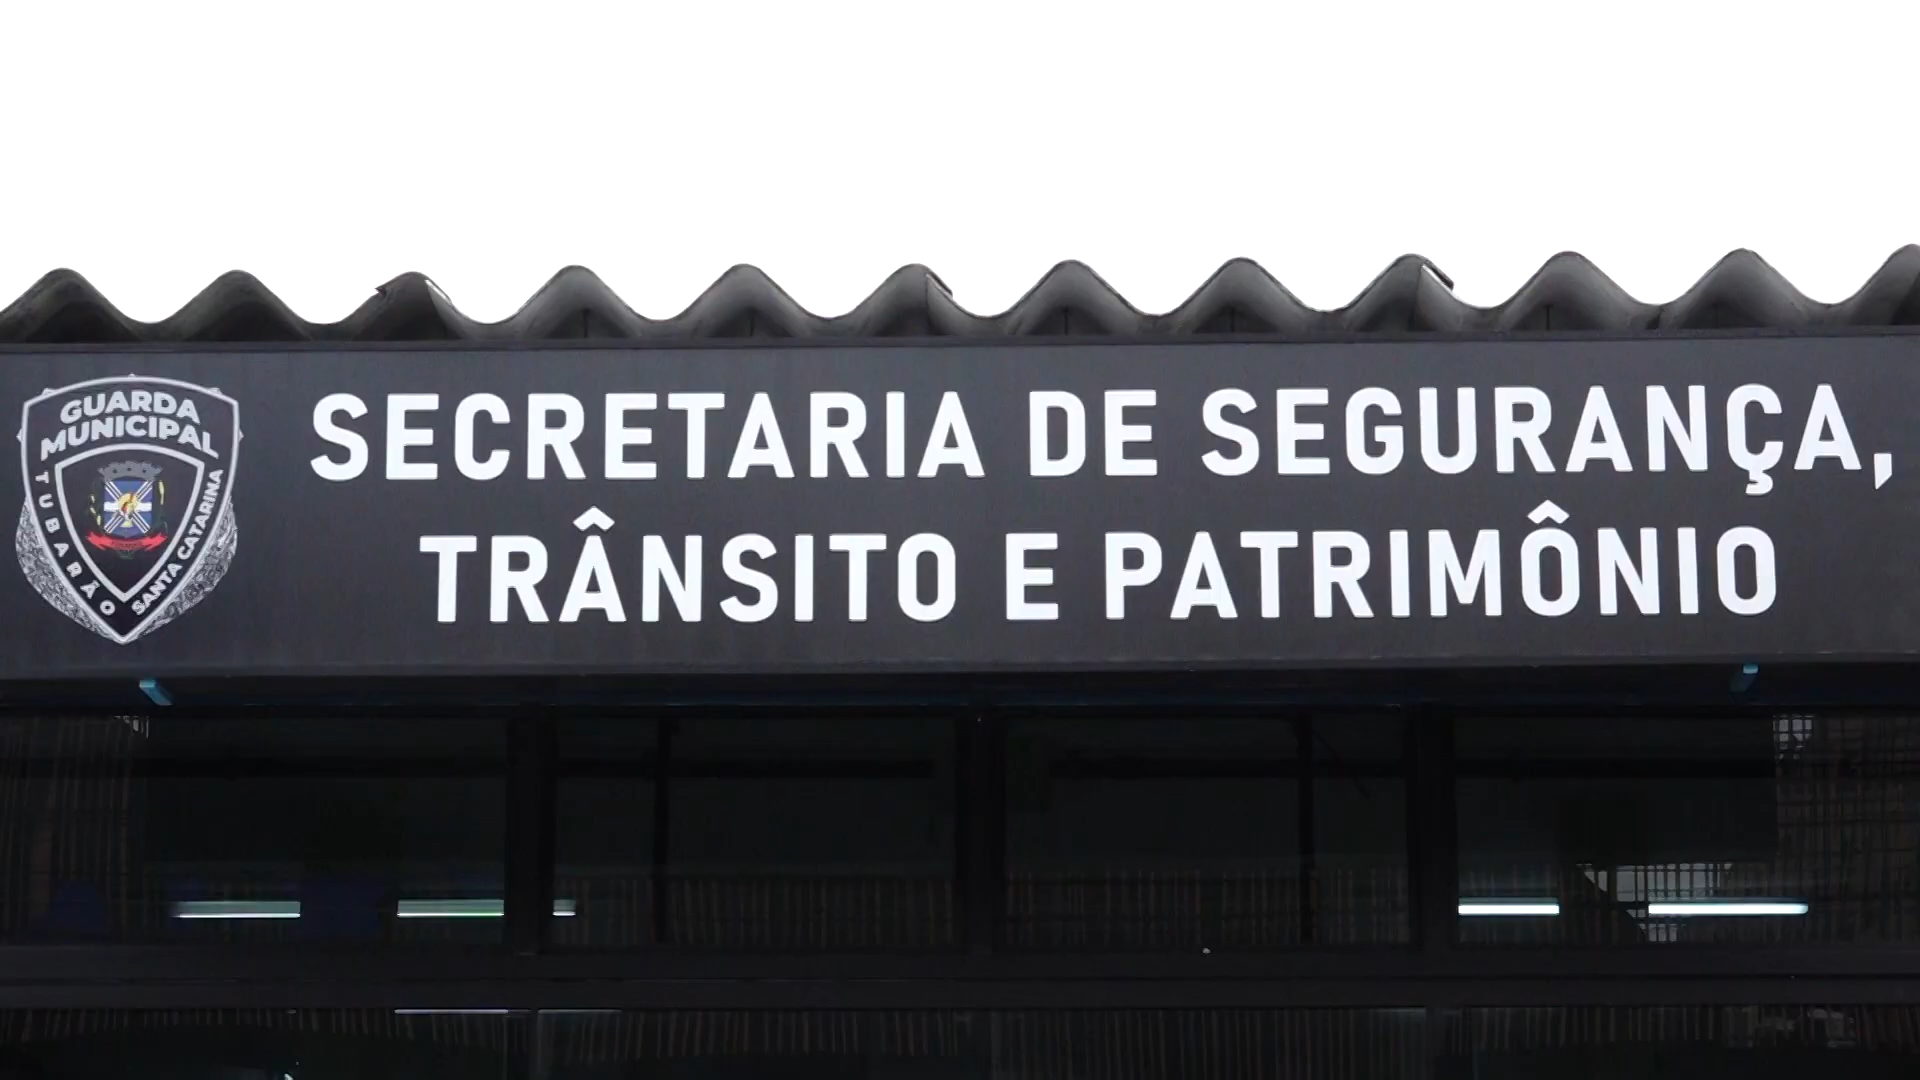 GUARDA
MUNICIPAL
TUBARÃO SANTA CATARINA
SECRETARIA DE SEGURANÇA,
TRÂNSITO E PATRIMÔNIO